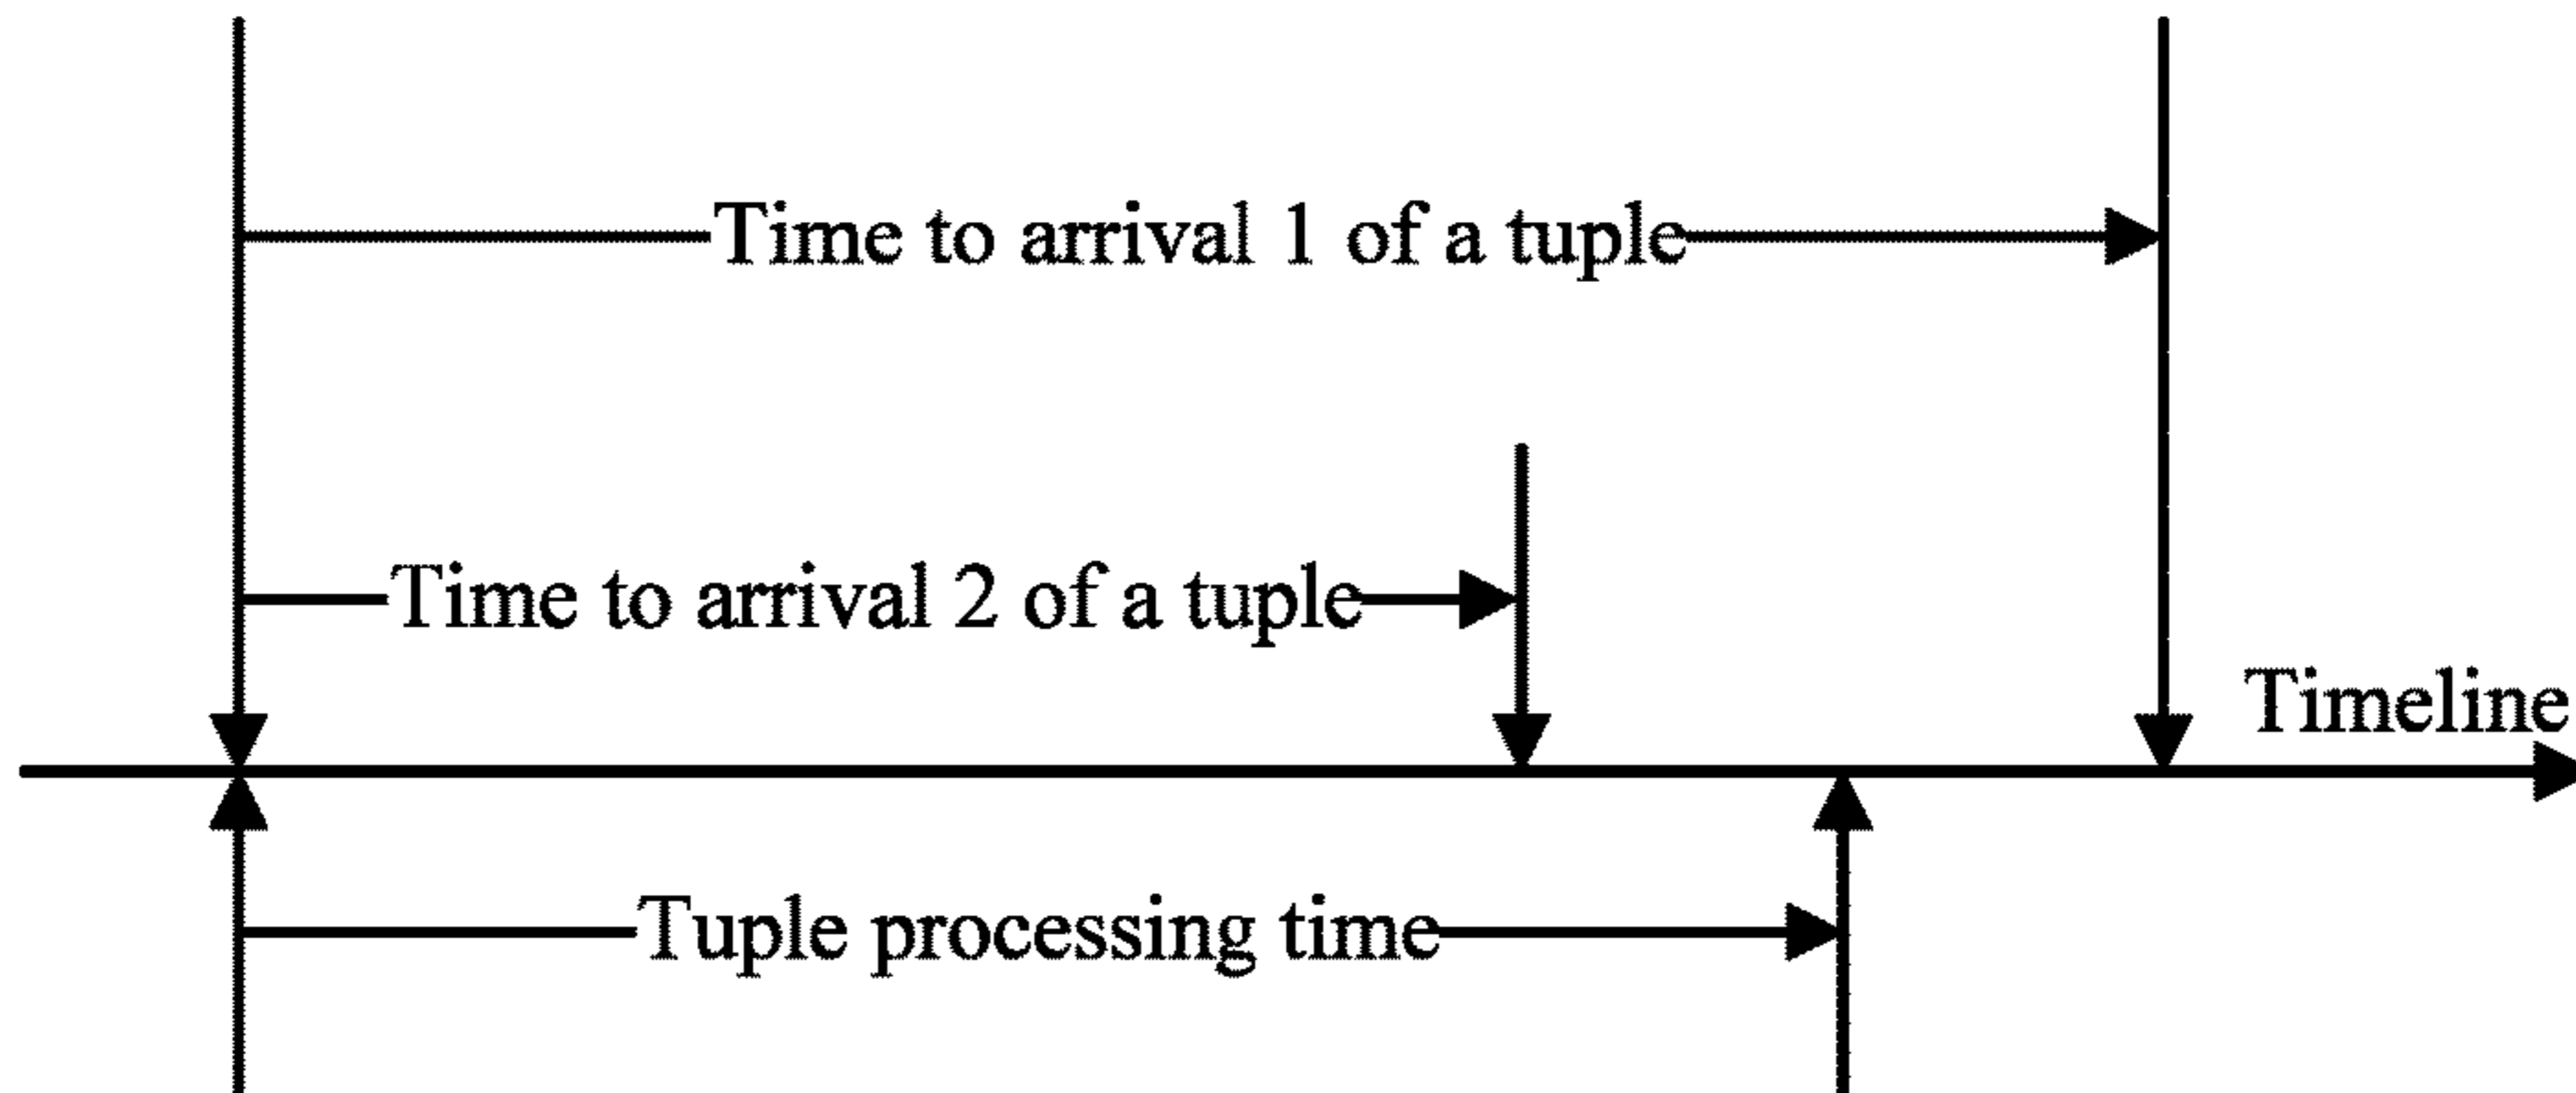 Time to arrival 1 of a tuple
Time to arrival 2 of a tuple
Timeline
Tuple processing time